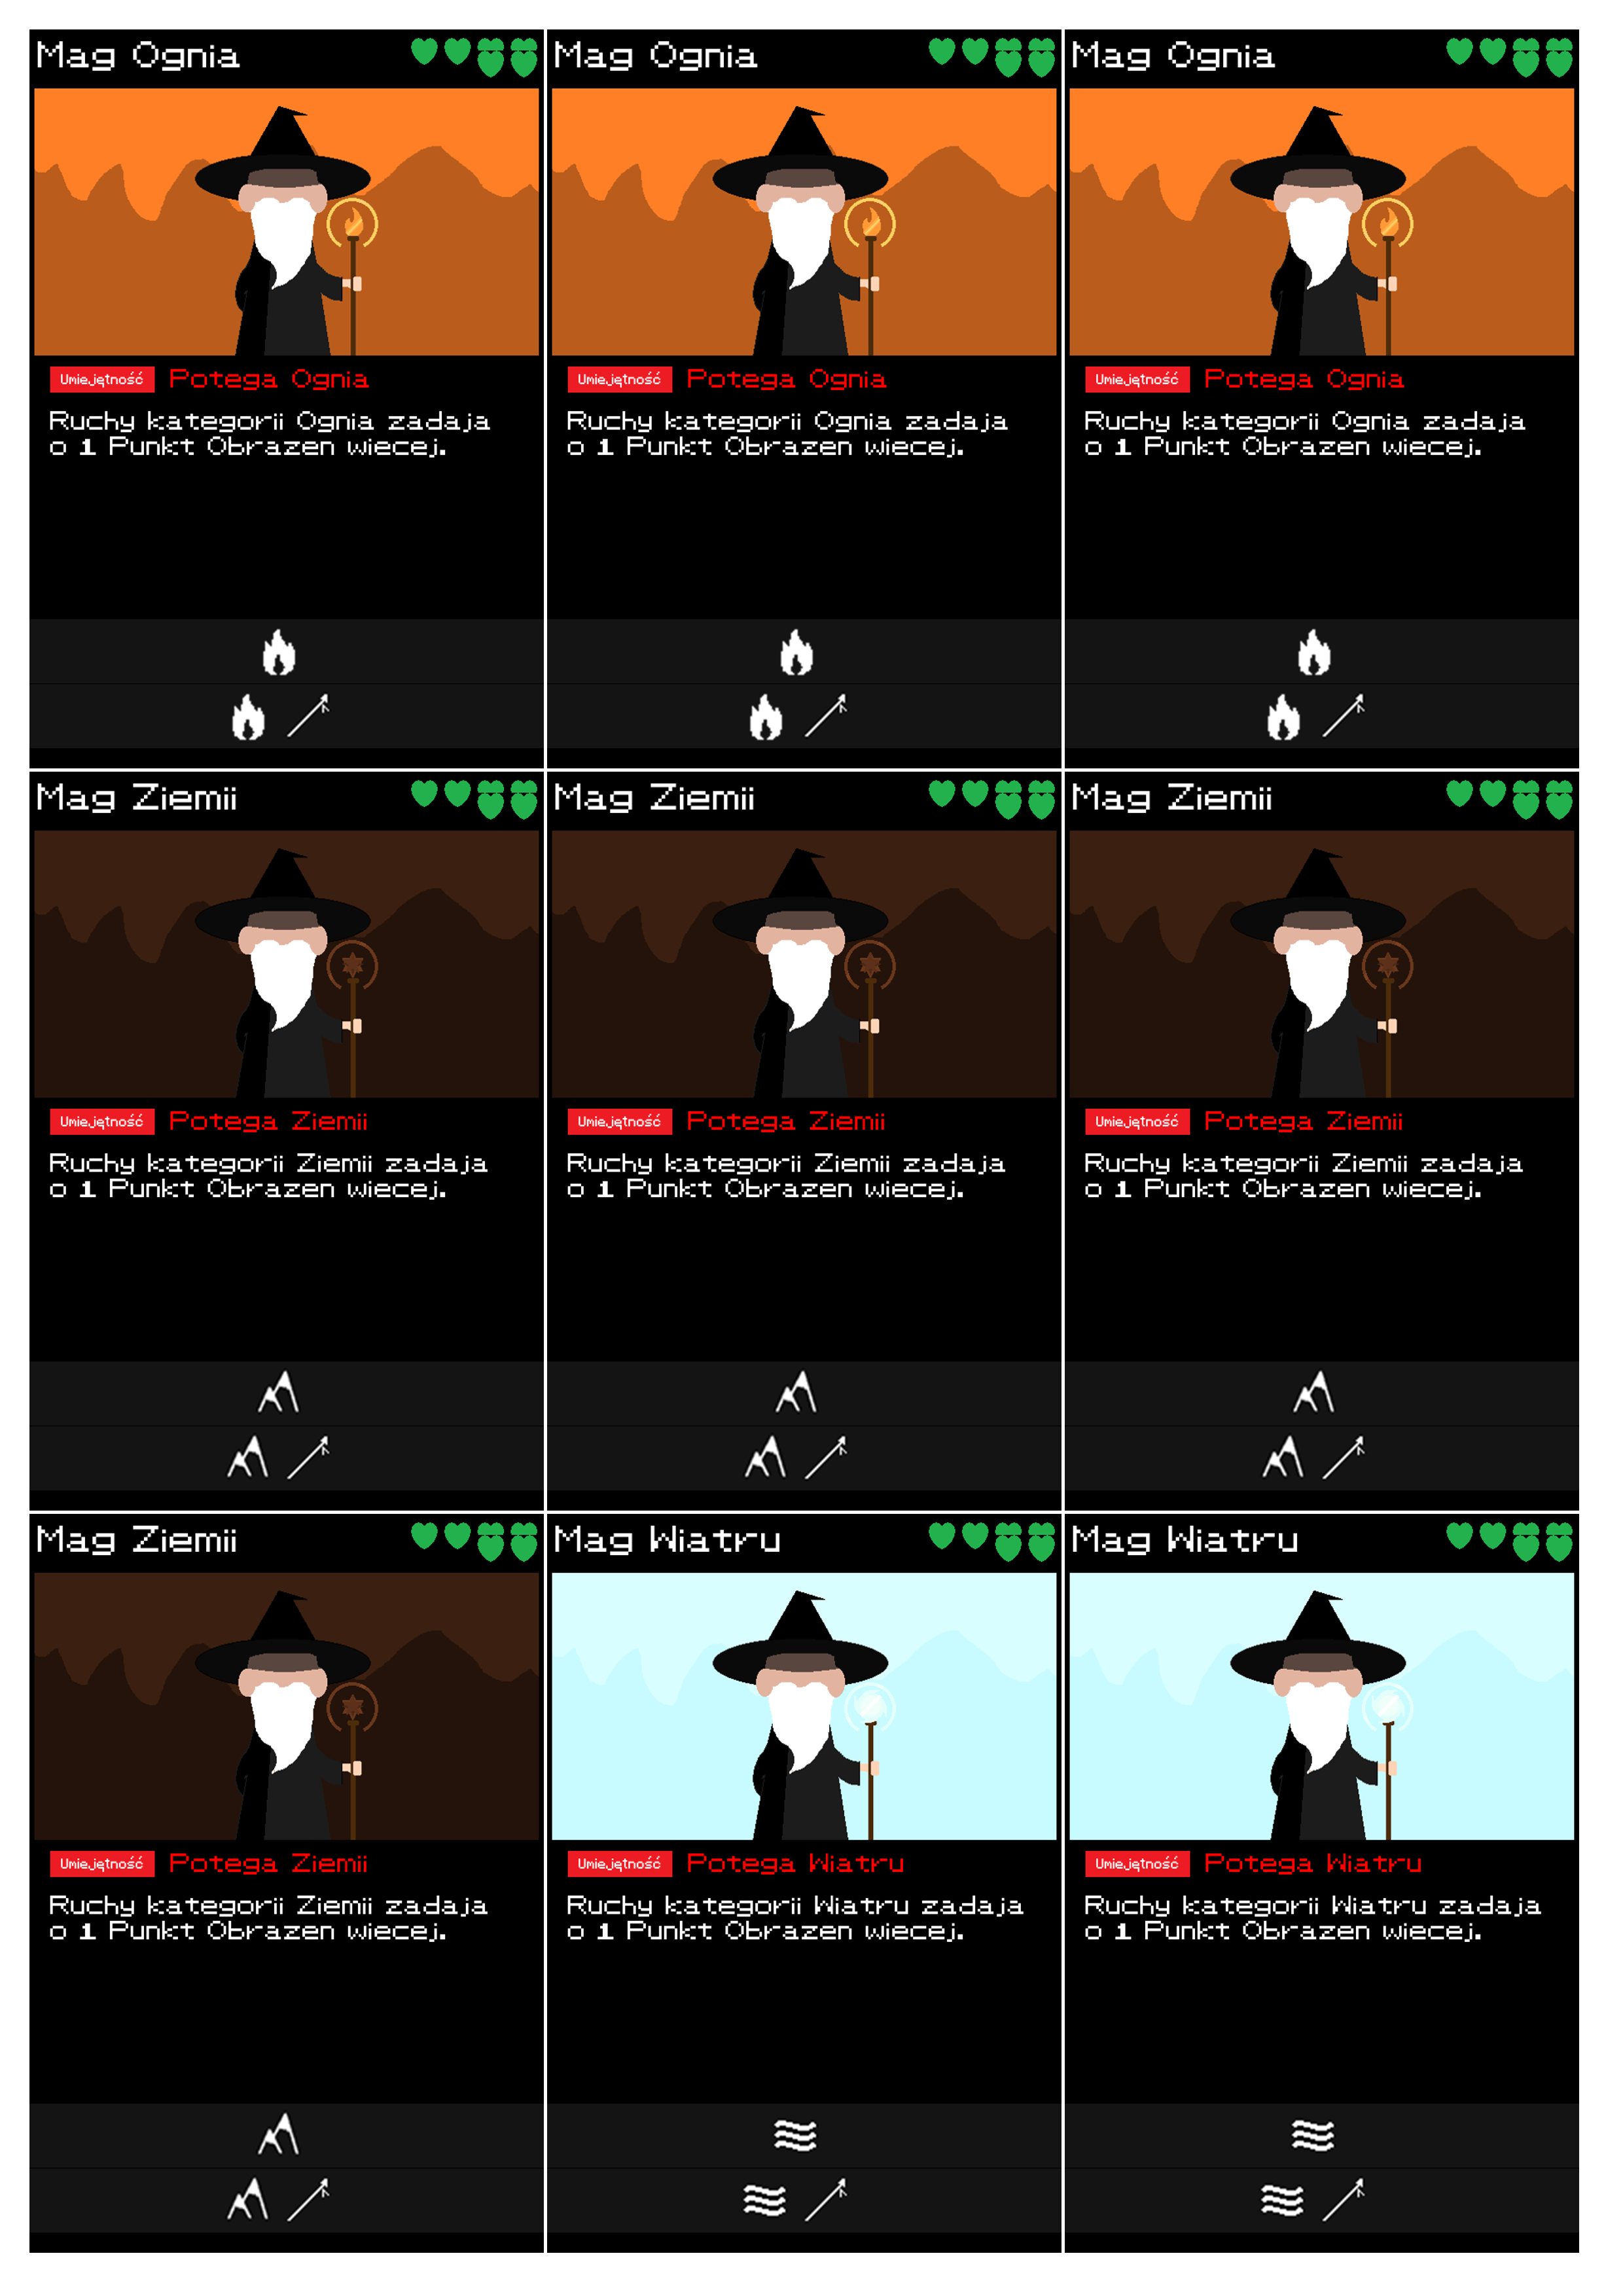 Mag Ognia
Umiejętność Potega Ognia
Ruchy kategorii Ognia zadaja
o 1 Punkt Obrazen wiecej.
Mag Ognia
Umiejętność Potega Ognia
Ruchy kategorii Ognia zadaja
o 1 Punkt Obrazen wiecej.
Mag Ognia
Umiejętność Potega Ognia
Ruchy kategorii Ognia zadaja
o 1 Punkt Obrazen wiecej.
Mag Ziemii
Umiejętność Potega Ziemii
Ruchy kategorii Ziemii zadaja
o 1 Punkt Obrazen wiecej.
Mag Ziemii
Umiejętność Potega Ziemii
Ruchy kategorii Ziemii zadaja
o 1 Punkt Obrazen wiecej.
Mag Ziemii
Umiejętność Potega Ziemii
Ruchy kategorii Ziemii zadaja
o 1 Punkt Obrazen wiecej.
Mag Ziemii
Umiejętność Potega Ziemii
Ruchy kategorii Ziemii zadaja
o 1 Punkt Obrazen wiecej.
Mag Wiatru
Umiejętność Potega Wiatru
Ruchy kategorii Wiatru zadaja
o 1 Punkt Obrazen wiecej.
Mag Wiatru
Umiejętność Potega Wiatru
Ruchy kategorii Wiatru zadaja
o 1 Punkt Obrazen wiecej.